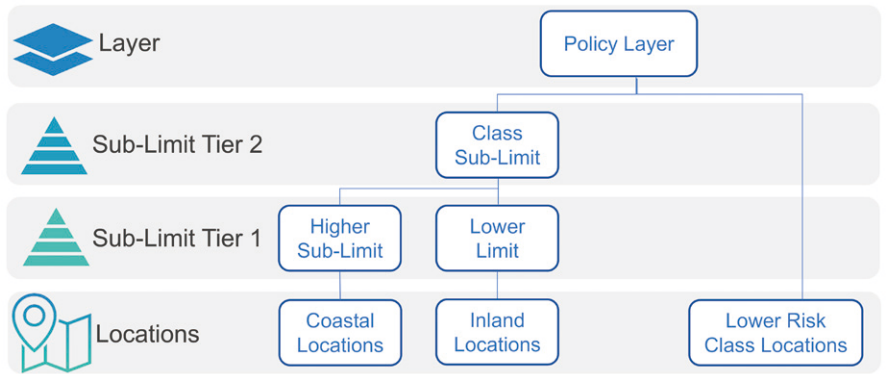 Layer
Policy Layer
Sub-Limit Tier 2
Class
Sub-Limit
Sub-Limit Tier 1
Higher
Sub-Limit
Lower
Limit
Locations
Coastal
Locations
Inland
Locations
Lower Risk
Class Locations